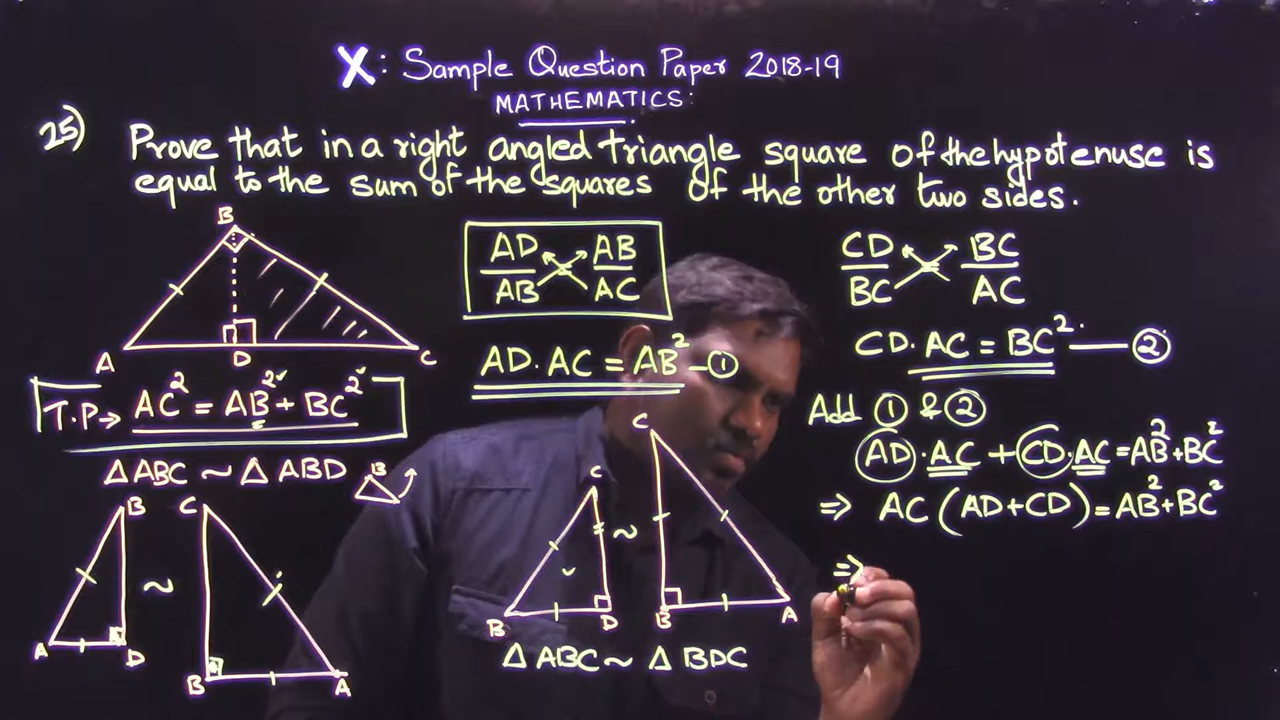 X: Sample Question Paper 2018-19
MATHEMATICS:
25) Prove that in a right angled triangle square of the hypotenuse is
equal to the sum of the squares of the other two sides.
B
A D C
T.P→ AC² = AB² + BC²
△ABC ~ △ABD
B
B C
~
A D B A
AD/AB AB/AC
AD·AC = AB² — ①
C C
~
B D B A
△ABC ~ △BDC
CD/BC BC/AC
CD·AC = BC² — ②
Add ① & ②
AD·AC + CD·AC = AB²+BC²
⇒ AC(AD+CD) = AB²+BC²
⇒